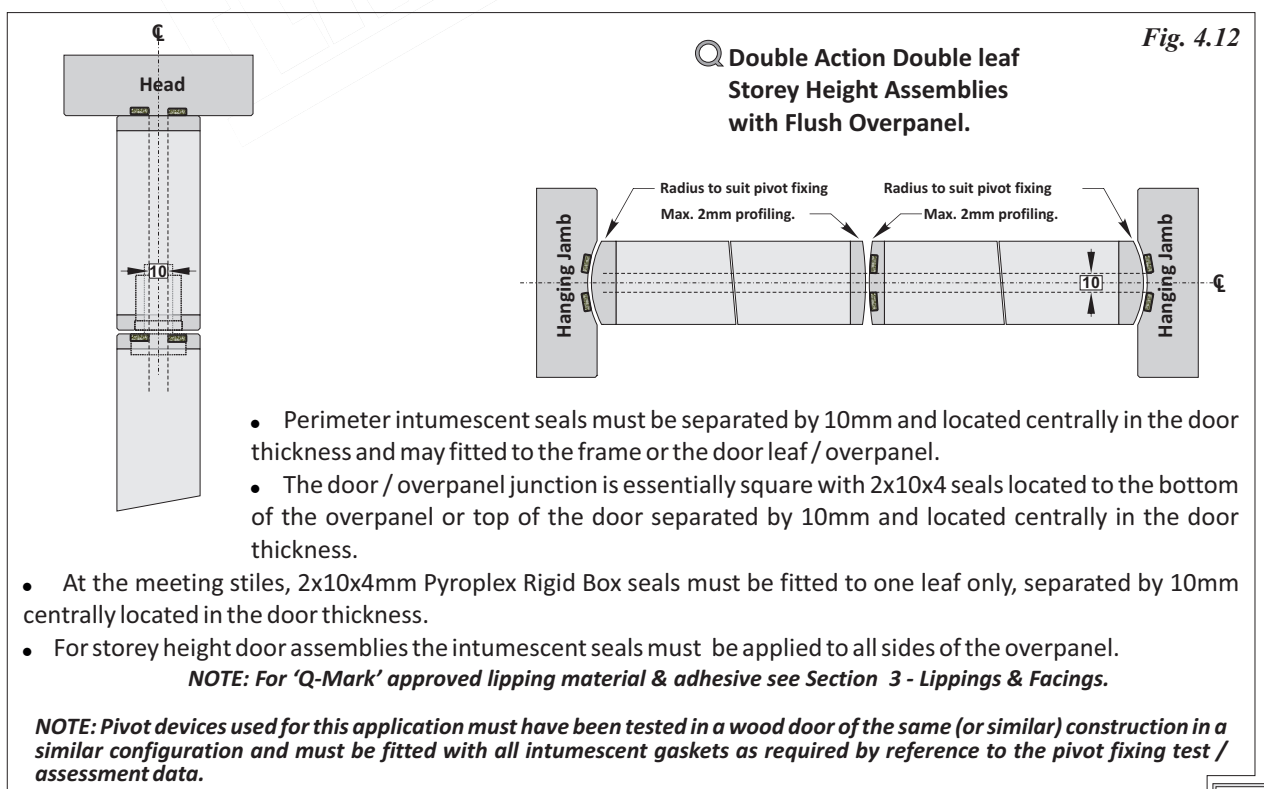 Fig. 4.12
℄
Head
10
Double Action Double leaf
Storey Height Assemblies
with Flush Overpanel.
Radius to suit pivot fixing
Radius to suit pivot fixing
Max. 2mm profiling.
Max. 2mm profiling.
Hanging Jamb
10
Hanging Jamb
℄
• Perimeter intumescent seals must be separated by 10mm and located centrally in the door
thickness and may fitted to the frame or the door leaf / overpanel.
• The door / overpanel junction is essentially square with 2x10x4 seals located to the bottom
of the overpanel or top of the door separated by 10mm and located centrally in the door
thickness.
• At the meeting stiles, 2x10x4mm Pyroplex Rigid Box seals must be fitted to one leaf only, separated by 10mm
centrally located in the door thickness.
• For storey height door assemblies the intumescent seals must be applied to all sides of the overpanel.
NOTE: For ‘Q-Mark’ approved lipping material & adhesive see Section 3 - Lippings & Facings.
NOTE: Pivot devices used for this application must have been tested in a wood door of the same (or similar) construction in a
similar configuration and must be fitted with all intumescent gaskets as required by reference to the pivot fixing test /
assessment data.